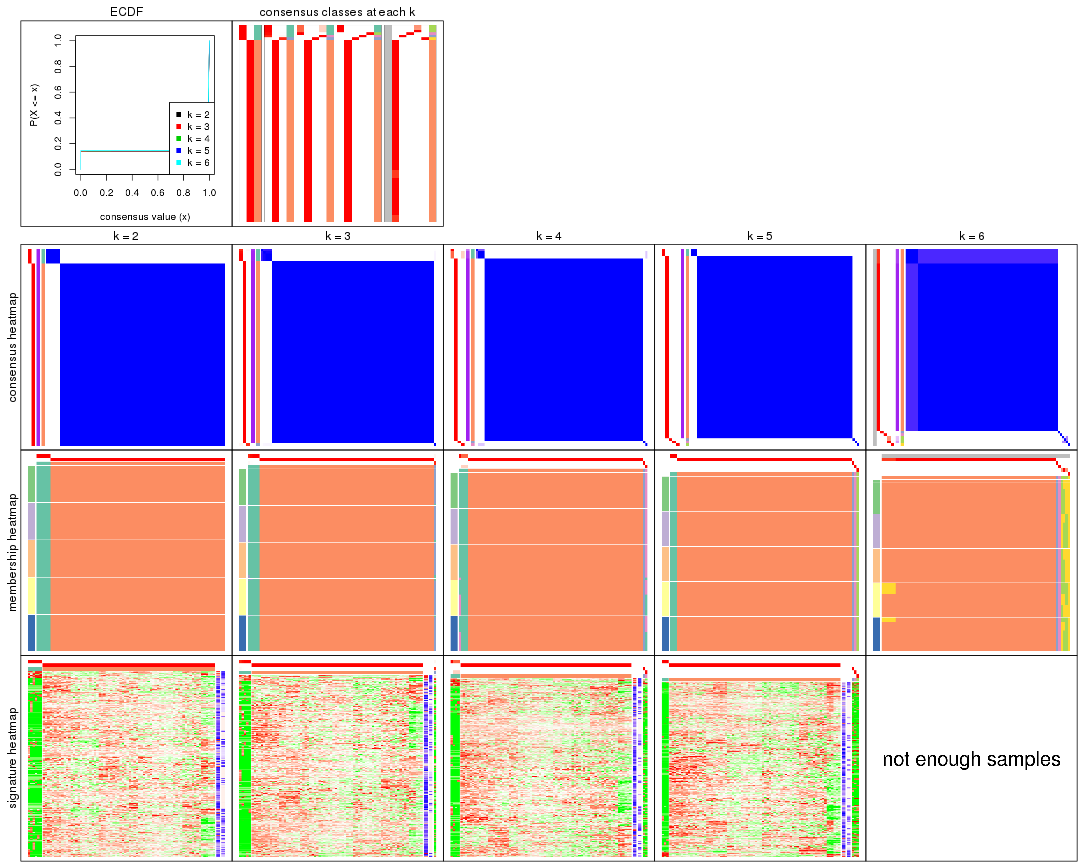 ECDF
consensus classes at each k
P(X <= x)
0.0 0.2 0.4 0.6 0.8 1.0
k = 2
k = 3
k = 4
k = 5
k = 6
0.0 0.2 0.4 0.6 0.8 1.0
consensus value (x)
k = 2
k = 3
k = 4
k = 5
k = 6
consensus heatmap
membership heatmap
signature heatmap
not enough samples